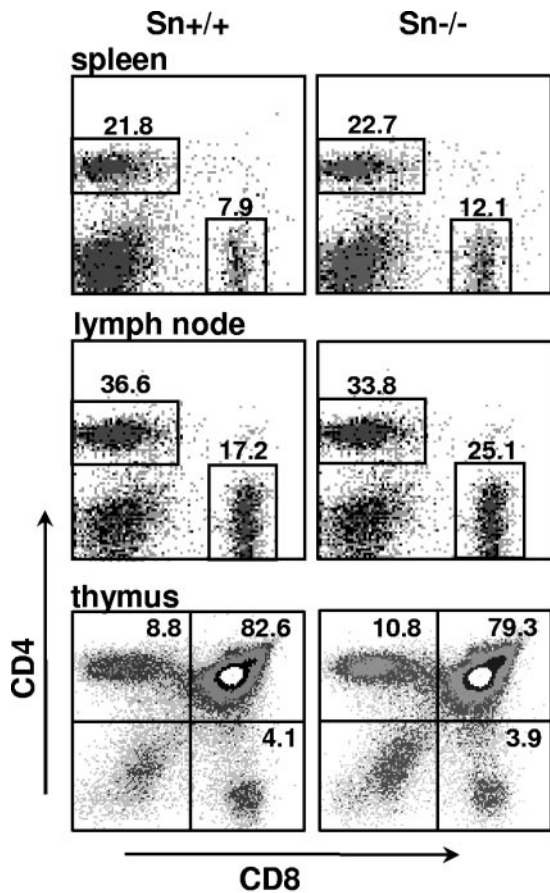 Sn+/+ Sn-/-
spleen
21.8 22.7
7.9 12.1
lymph node
36.6 33.8
17.2 25.1
thymus
8.8 82.6 10.8 79.3
4.1 3.9
CD4
CD8